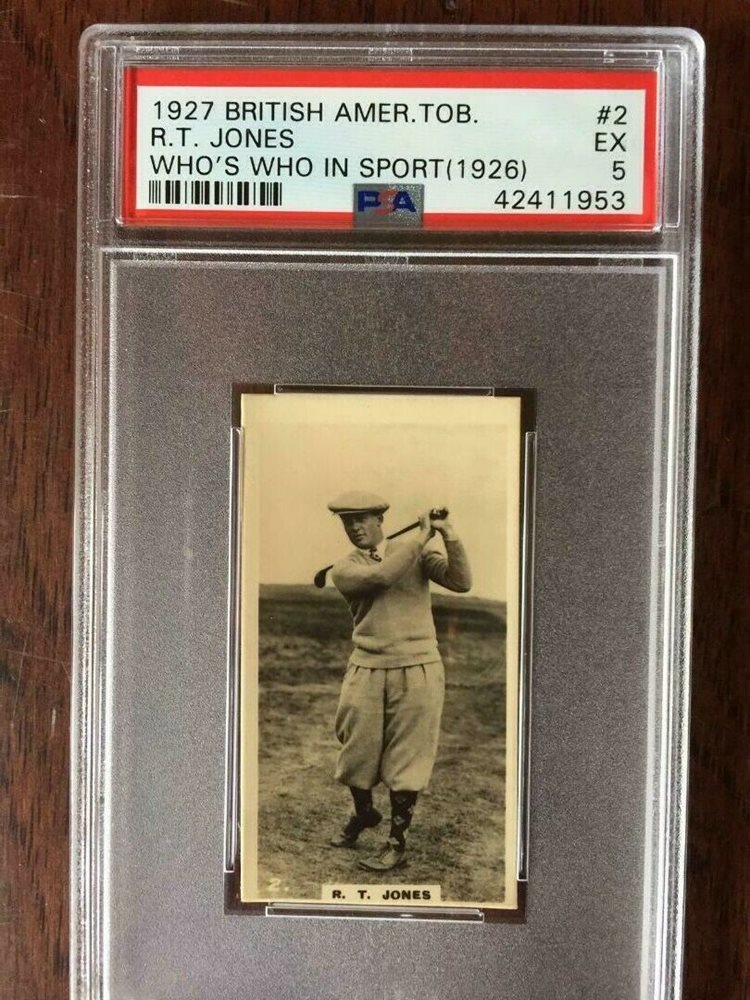 1927 BRITISH AMER.TOB. #2
R.T. JONES EX
WHO'S WHO IN SPORT(1926) 5
PSA 42411953
2.
R. T. JONES